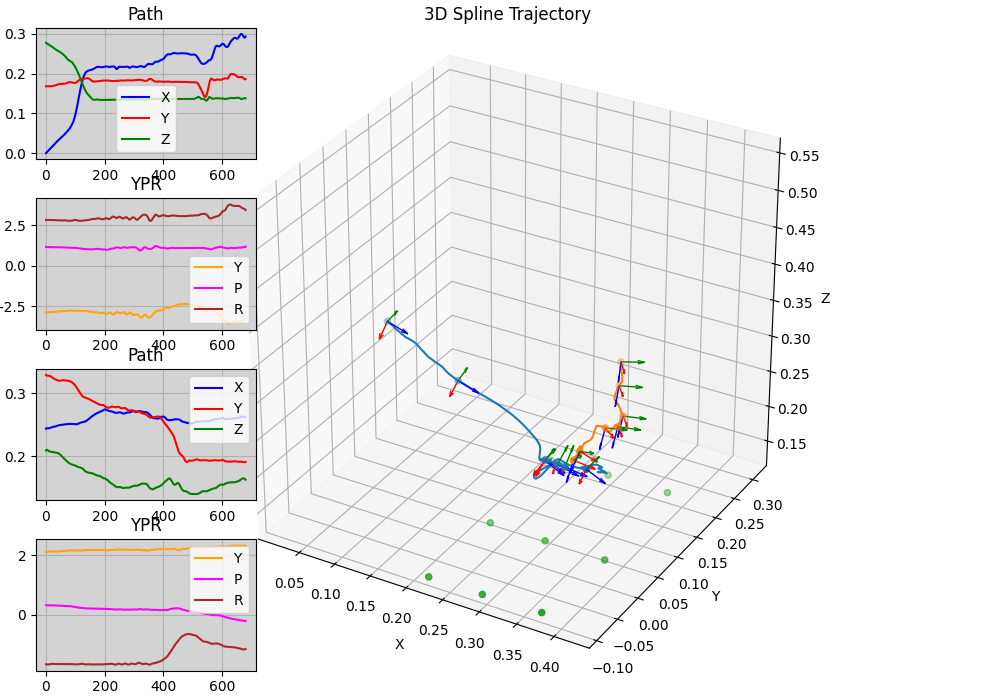 Path
0.3
0.2
0.1
0.0
X
Y
Z
0 200 400 600
YPR
2.5
0.0
-2.5
Y
P
R
0 200 400 600
Path
0.3
0.2
X
Y
Z
0 200 400 600
YPR
2
0
Y
P
R
0 200 400 600
3D Spline Trajectory
0.55
0.50
0.45
0.40
0.35
0.30
0.25
0.20
0.15
Z
0.05
0.10
0.15
0.20
0.25
0.30
0.35
0.40
X
−0.10
−0.05
0.00
0.05
0.10
0.15
0.20
0.25
0.30
Y